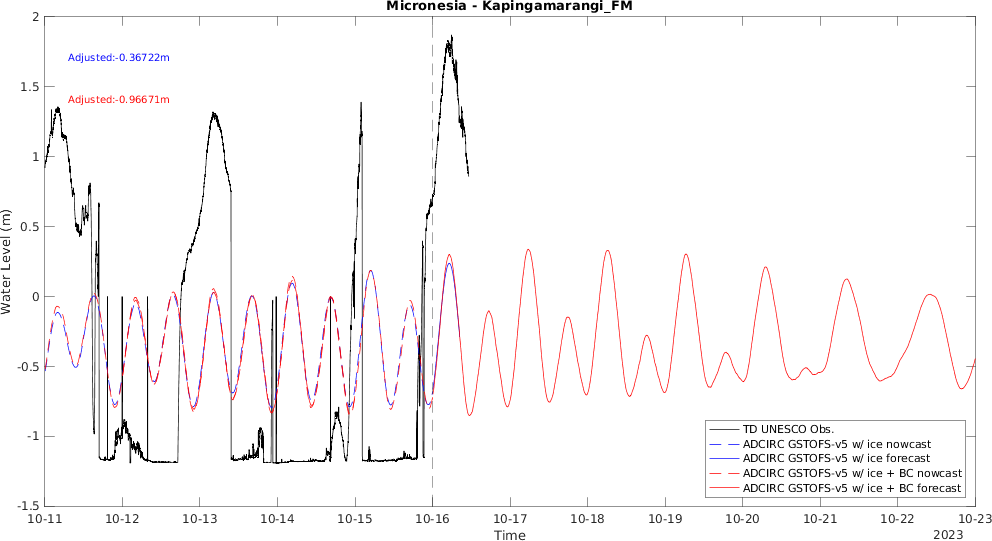 Micronesia - Kapingamarangi_FM
Adjusted:-0.36722m
Adjusted:-0.96671m
Water Level (m)
2
1.5
1
0.5
0
-0.5
-1
-1.5
TD UNESCO Obs.
ADCIRC GSTOFS-v5 w/ ice nowcast
ADCIRC GSTOFS-v5 w/ ice forecast
ADCIRC GSTOFS-v5 w/ ice + BC nowcast
ADCIRC GSTOFS-v5 w/ ice + BC forecast
10-11 10-12 10-13 10-14 10-15 10-16 10-17 10-18 10-19 10-20 10-21 10-22 10-23
Time
2023